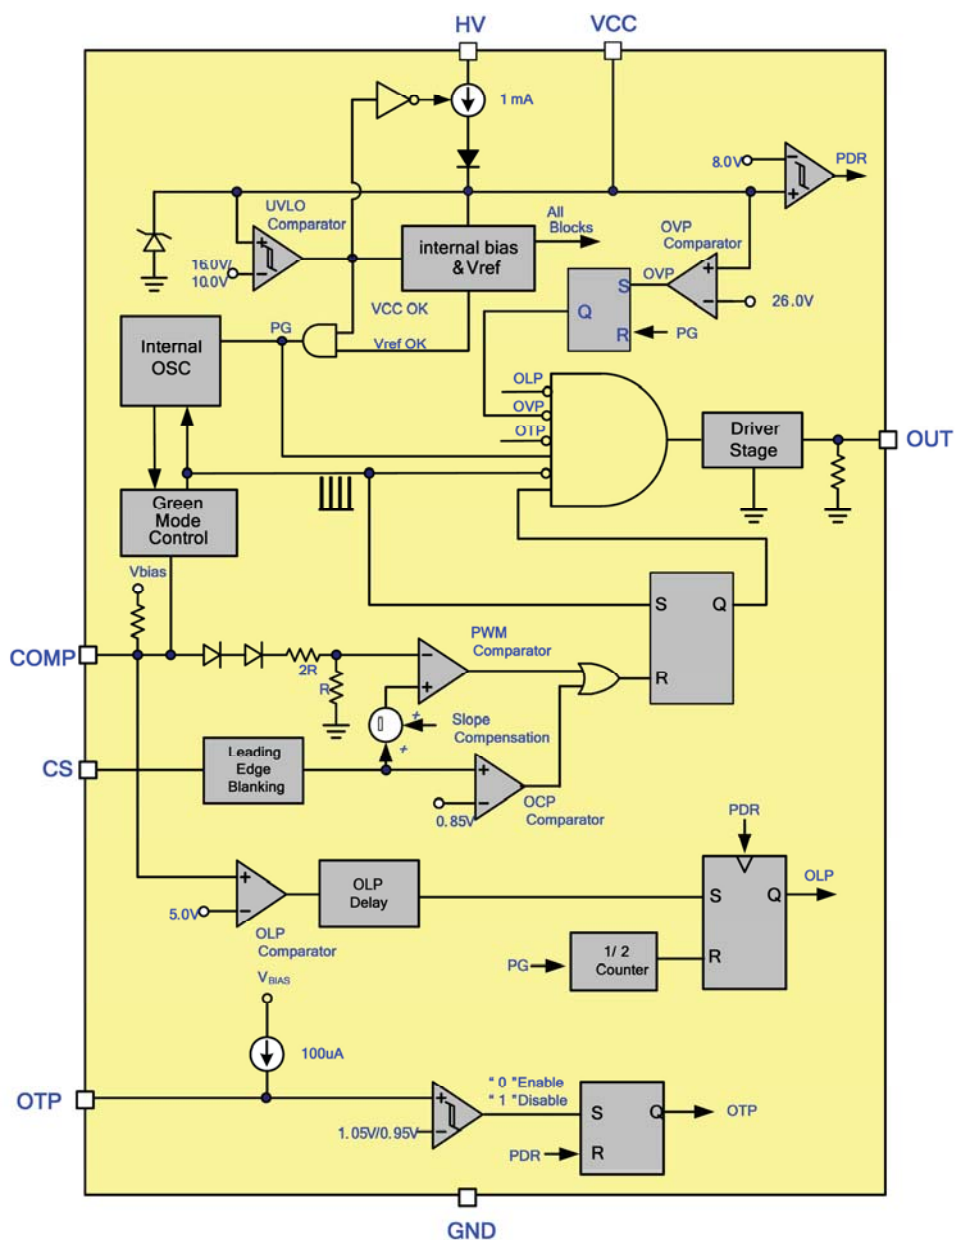 HV
VCC
1 mA
8.0V
−
+
PDR
UVLO
Comparator
+
−
16.0V/
10.0V
internal bias
& Vref
All
Blocks
OVP
Comparator
OVP
+
−
26.0V
S
Q
R
PG
VCC OK
PG
Vref OK
Internal
OSC
OLP
OVP
OTP
Driver
Stage
OUT
Green
Mode
Control
Vbias
S
Q
R
COMP
2R
R
−
+
PWM
Comparator
+
+
Slope
Compensation
CS
Leading
Edge
Blanking
+
−
0.85V
OCP
Comparator
PDR
+
−
5.0V
OLP
Comparator
OLP
Delay
S
Q
R
OLP
PG
1/ 2
Counter
VBIAS
100uA
OTP
+
−
1.05V/0.95V
" 0 "Enable
" 1 "Disable
S
Q
R
OTP
PDR
GND